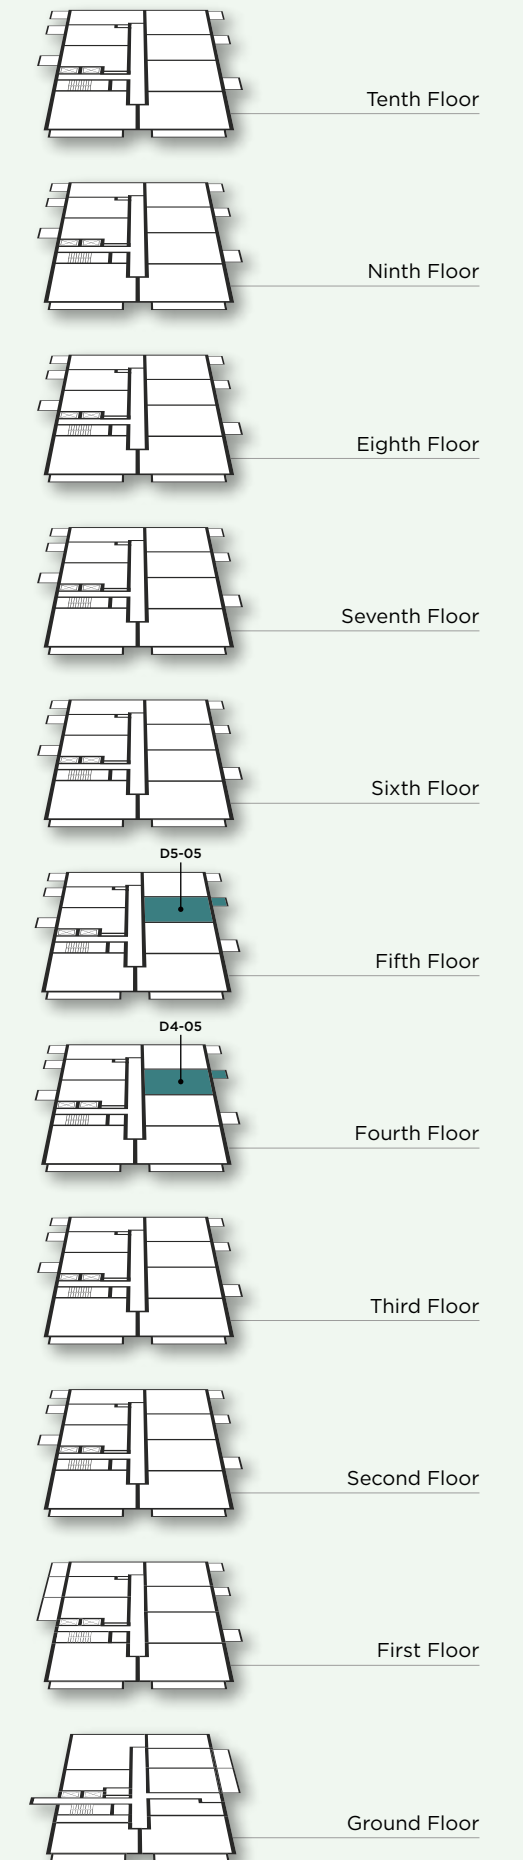 Tenth Floor
Ninth Floor
Eighth Floor
Seventh Floor
Sixth Floor
D5-05
Fifth Floor
D4-05
Fourth Floor
Third Floor
Second Floor
First Floor
Ground Floor